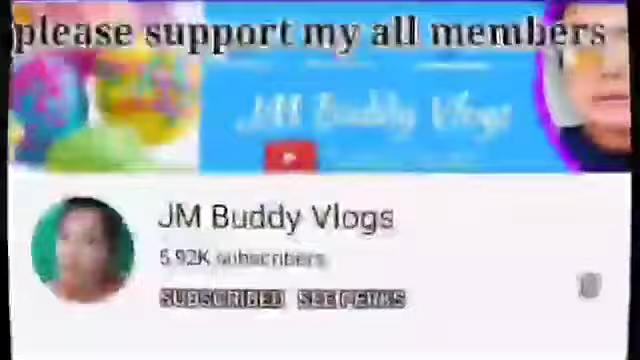 please support my all members
JM Buddy Vlogs
JM Buddy Vlogs
5.92K subscribers
SUBSCRIBED SEE PERKS